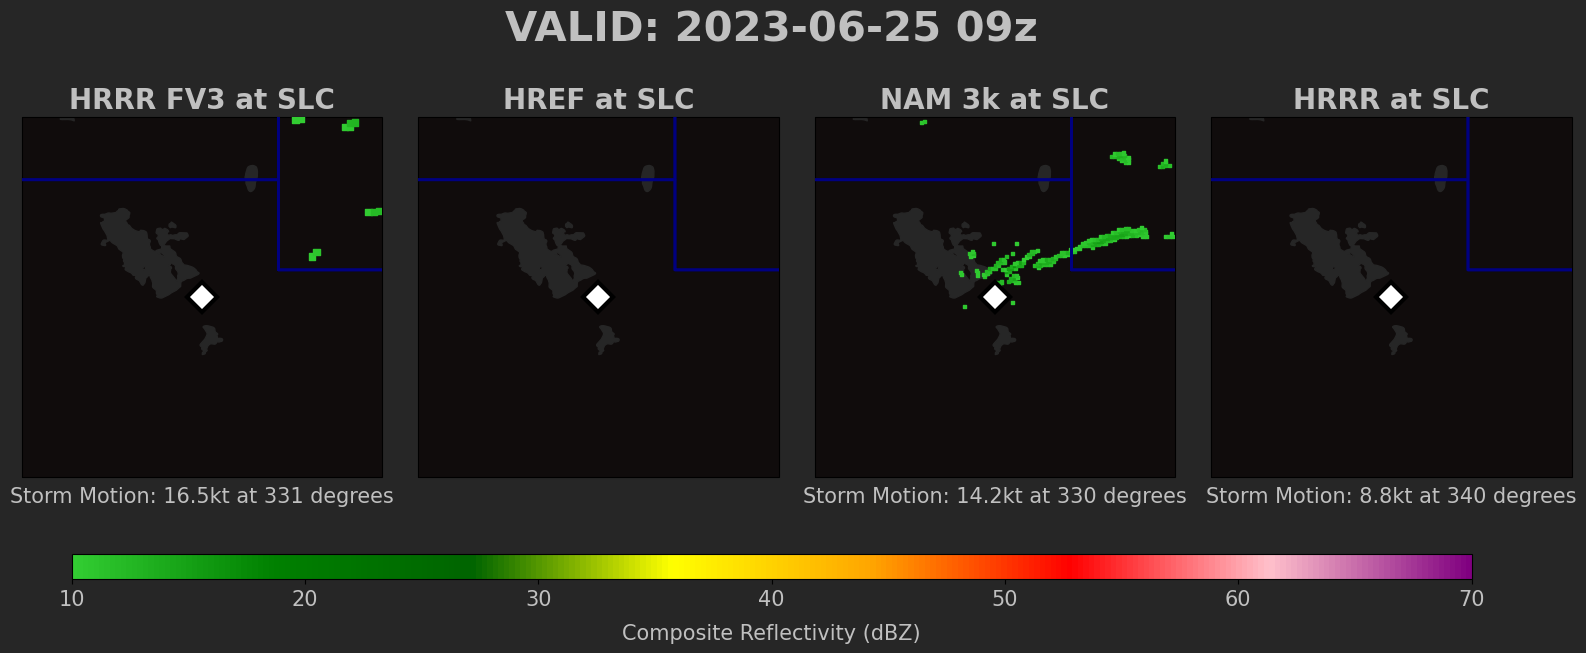 VALID: 2023-06-25 09z
HRRR FV3 at SLC
HREF at SLC
NAM 3k at SLC
HRRR at SLC
Storm Motion: 16.5kt at 331 degrees
Storm Motion: 14.2kt at 330 degrees
Storm Motion: 8.8kt at 340 degrees
10 20 30 40 50 60 70
Composite Reflectivity (dBZ)